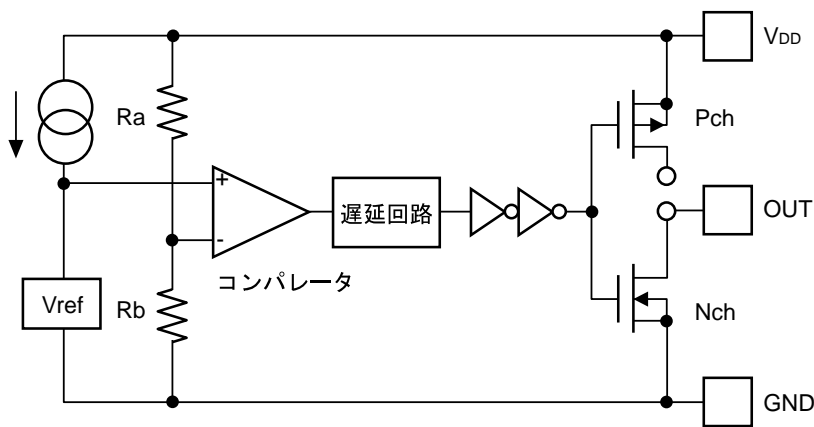 VDD
Ra
Pch
+
遅延回路
OUT
-
コンパレータ
Vref
Rb
Nch
GND